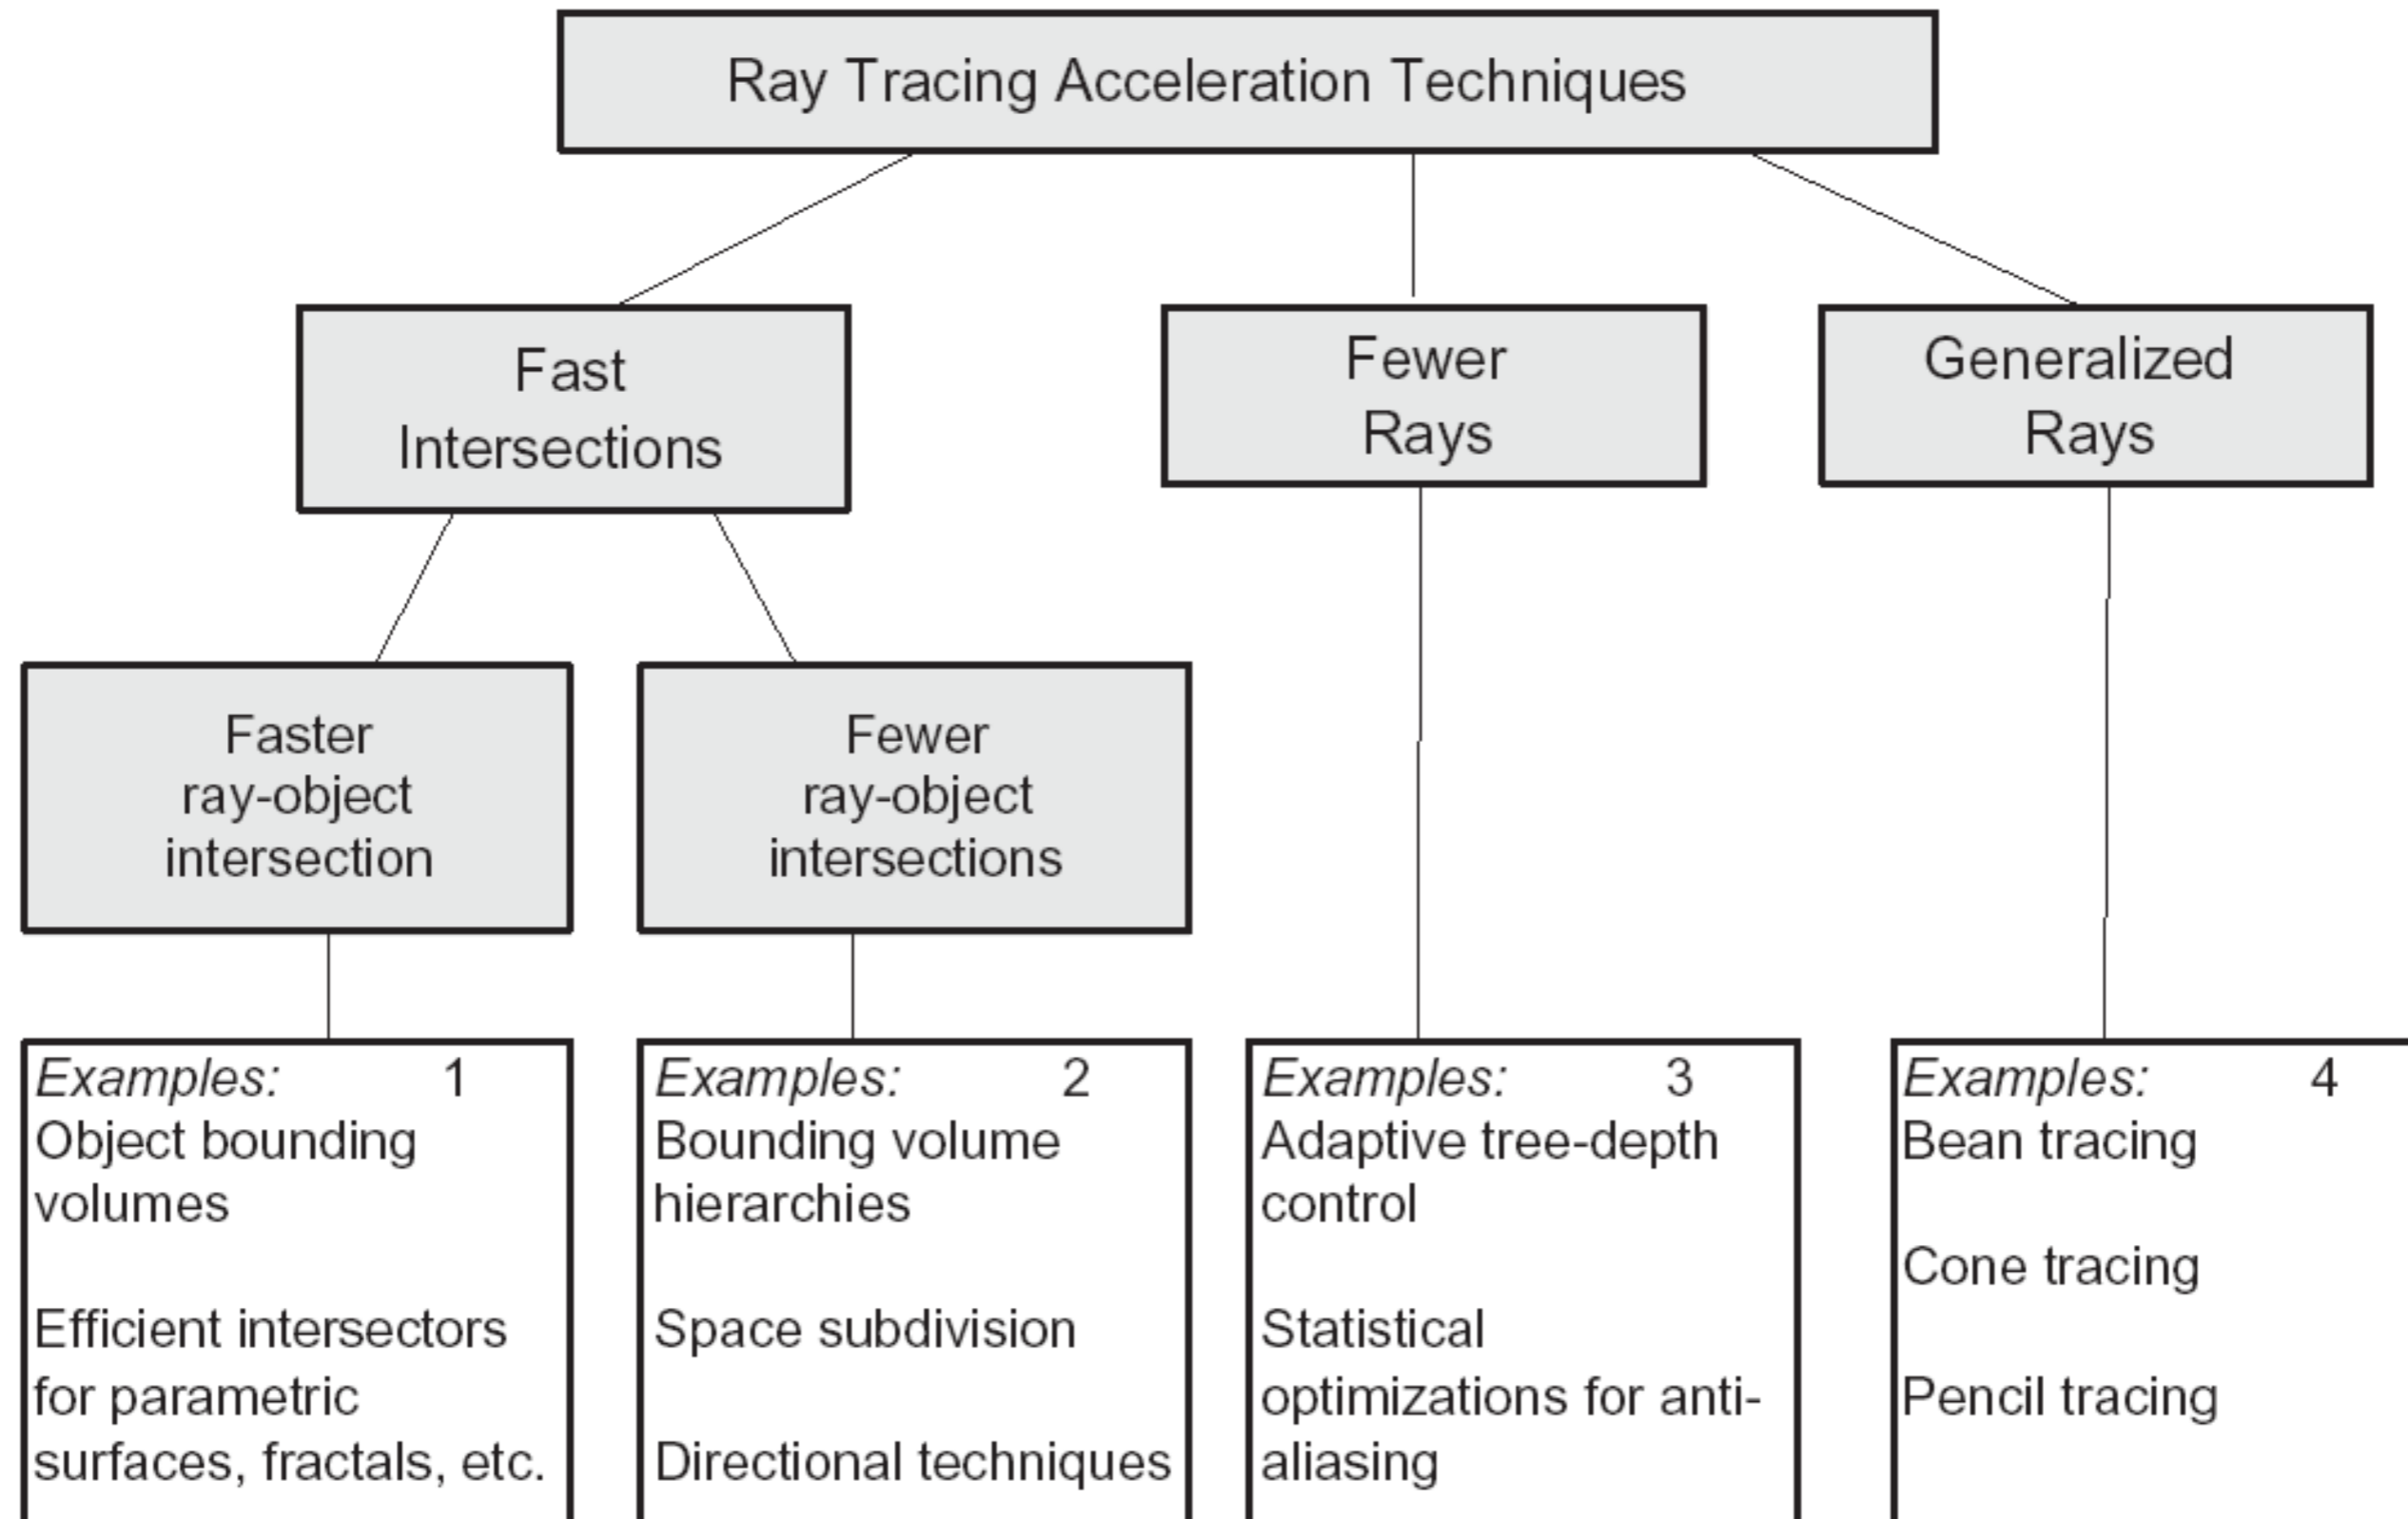 Ray Tracing Acceleration Techniques
Fast
Intersections
Fewer
Rays
Generalized
Rays
Faster
ray-object
intersection
Fewer
ray-object
intersections
Examples: 1
Object bounding
volumes
Efficient intersectors
for parametric
surfaces, fractals, etc.
Examples: 2
Bounding volume
hierarchies
Space subdivision
Directional techniques
Examples: 3
Adaptive tree-depth
control
Statistical
optimizations for anti-
aliasing
Examples: 4
Bean tracing
Cone tracing
Pencil tracing